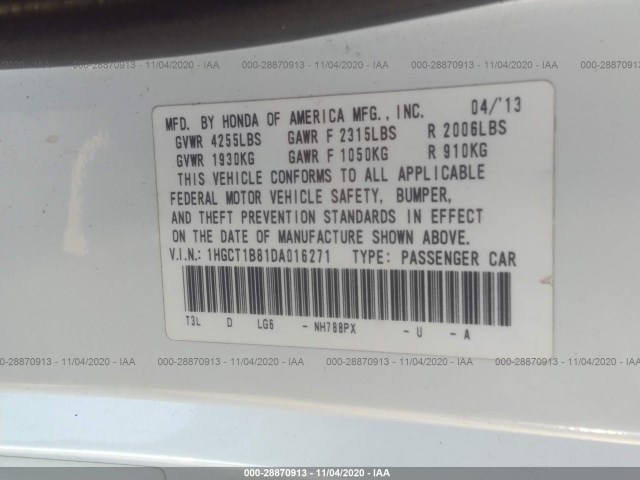 000-28870913 - 11/04/2020 - IAA
000-28870913 - 11/04/2020 - IAA
000-28870913 - 11/04/2020 - IAA
MFD. BY HONDA OF AMERICA MFG., INC. 04/'13
GVWR 4255LBS GAWR F 2315LBS R 2006LBS
GVWR 1930KG GAWR F 1050KG R 910KG
THIS VEHICLE CONFORMS TO ALL APPLICABLE
FEDERAL MOTOR VEHICLE SAFETY, BUMPER,
AND THEFT PREVENTION STANDARDS IN EFFECT
ON THE DATE OF MANUFACTURE SHOWN ABOVE.
V.I.N.: 1HGCT1B81DA016271 TYPE: PASSENGER CAR
T3L D LG6 - NH788PX - U - A
000-28870913 - 11/04/2020 - IAA
000-28870913 - 11/04/2020 - IAA
000-28870913 - 11/04/2020 - IAA
000-28870913 - 11/04/2020 - IAA